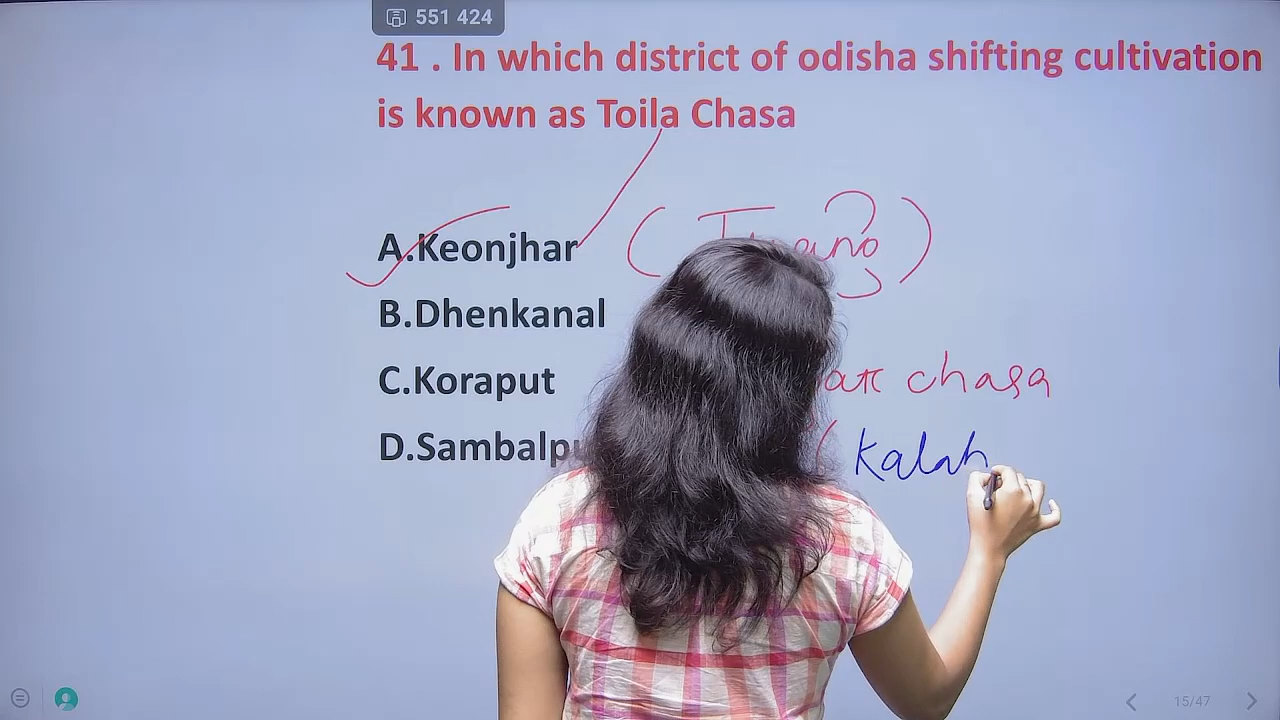 551 424
41 . In which district of odisha shifting cultivation
is known as Toila Chasa
A.Keonjhar
B.Dhenkanal
C.Koraput chasa
D.Sambalpu Kalah
15/47